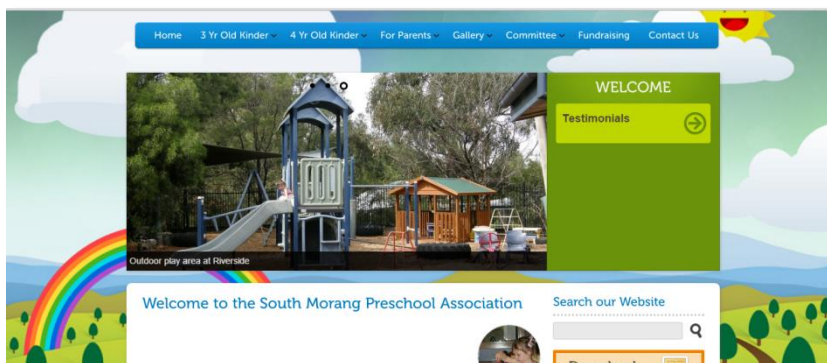 Home 3 Yr Old Kinder 4 Yr Old Kinder For Parents Gallery Committee Fundraising Contact Us
WELCOME
Testimonials
Outdoor play area at Riverside
Welcome to the South Morang Preschool Association
Search our Website